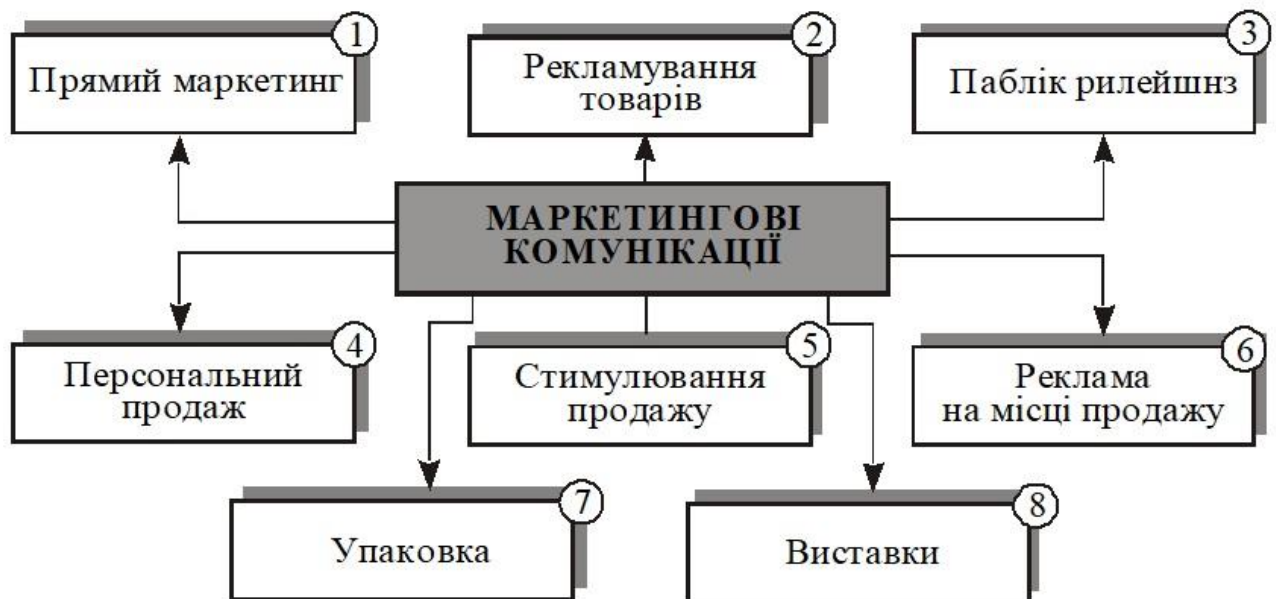 1
Прямий маркетинг
2
Рекламування
товарів
3
Паблік рилейшнз
МАРКЕТИНГОВІ
КОМУНІКАЦІЇ
4
Персональний
продаж
5
Стимулювання
продажу
6
Реклама
на місці продажу
7
Упаковка
8
Виставки